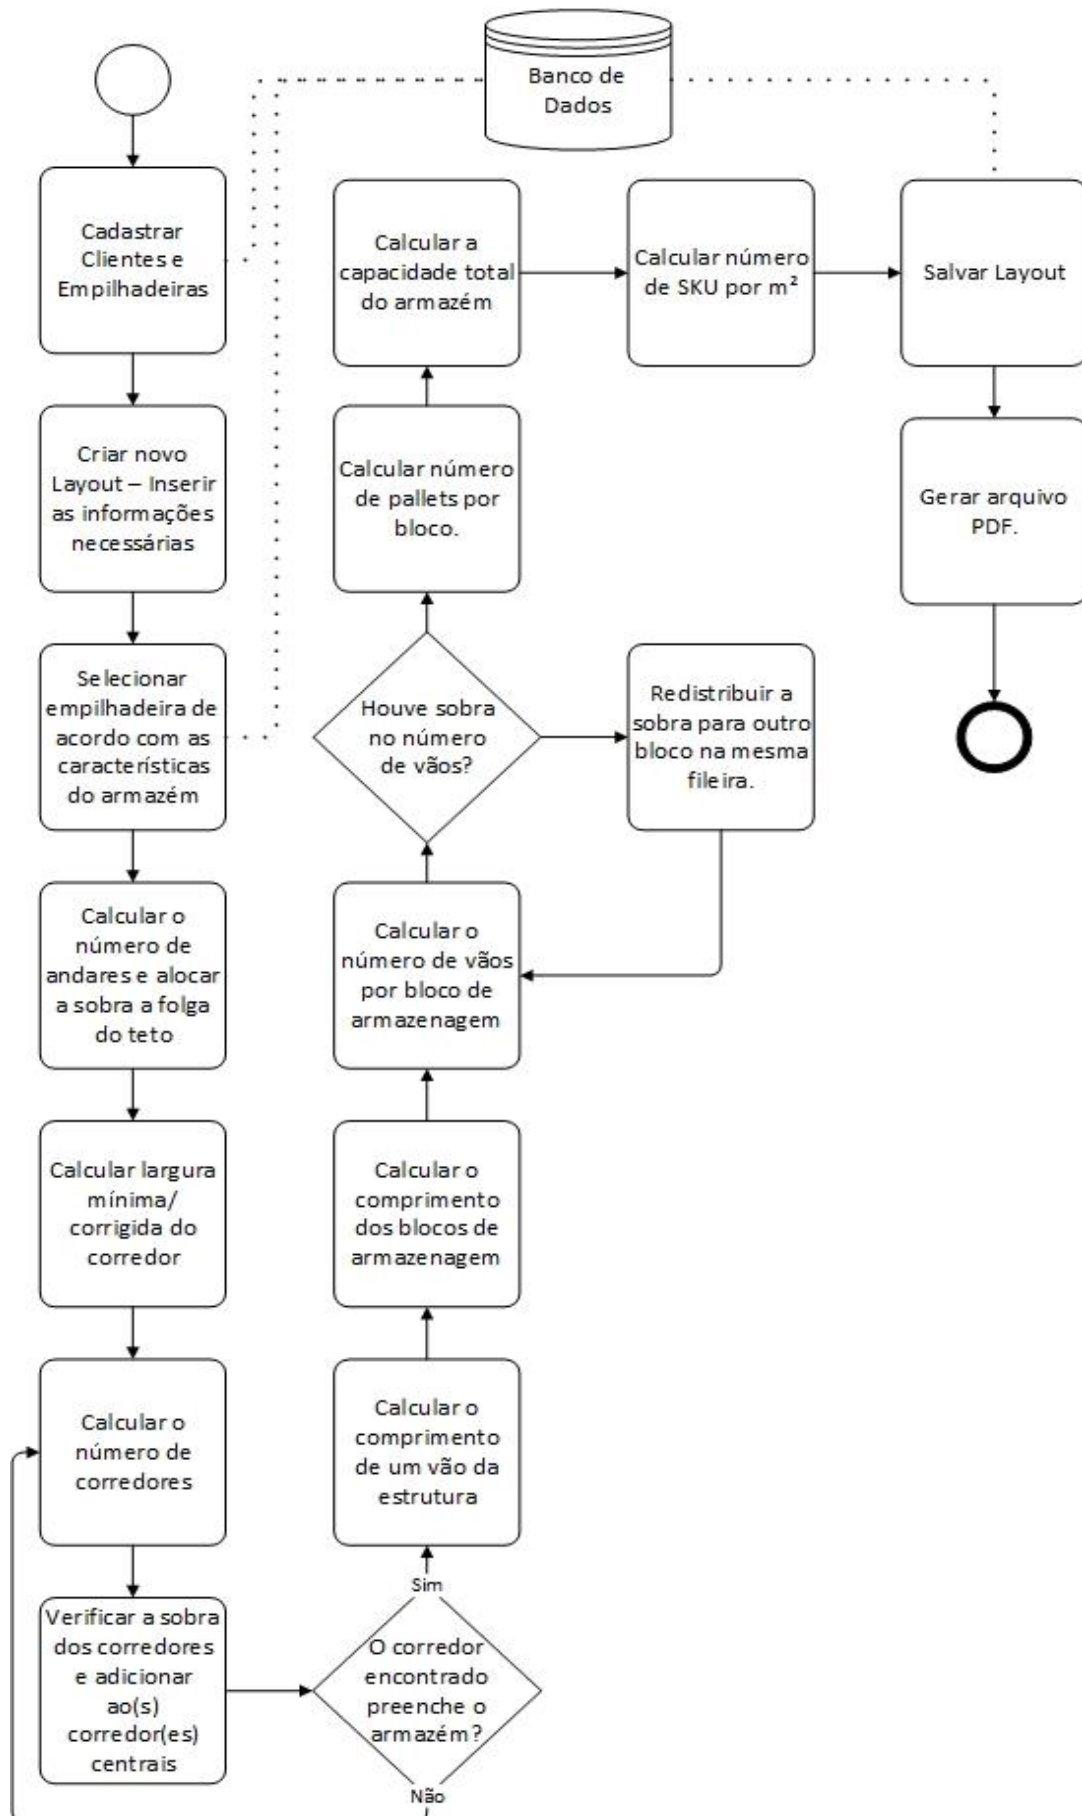 Banco de
Dados
Cadastrar
Clientes e
Empilhadeiras
Criar novo
Layout – Inserir
as informações
necessárias
Selecionar
empilhadeira de
acordo com as
característicās
do armazém
Calcular o
número de
andares e alocar
a sobra a folga
do teto
Calcular largura
mínima/
corrigida do
corredor
Calcular o
número de
corredores
Verificar a sobra
dos corredores
e adicionar
ao(s)
corredor(es)
centrais
O corredor
encontrado
preenche o
armazém?
Sim
Não
Calcular o
comprimento
de um vão da
estrutura
Calcular o
comprimento
dos blocos de
armazenagem
Calcular o
número de vãos
por bloco de
armazenagem
Houve sobra
no número
de vãos?
Redistribuir a
sobra para outro
bloco na mesma
fileira.
Calcular número
de pallets por
bloco.
Calcular a
capacidade total
do armazém
Calcular número
de SKU por m²
Salvar Layout
Gerar arquivo
PDF.